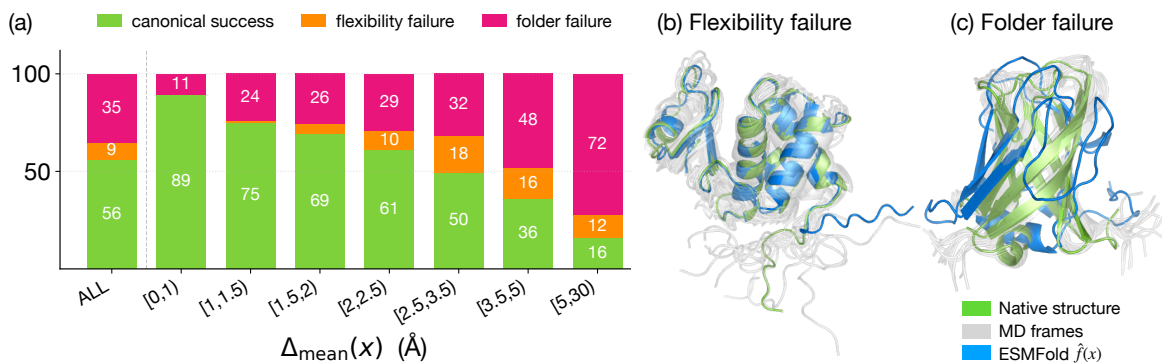 (a)
canonical success
flexibility failure
folder failure
(b) Flexibility failure
(c) Folder failure
100
50
35
9
56
11
89
24
75
26
69
29
10
61
32
18
50
48
16
36
72
12
16
ALL
[0,1)
[1,1.5)
[1.5,2)
[2,2.5)
[2.5,3.5)
[3.5,5)
[5,30)
Δmean(x) (Å)
Native structure
MD frames
ESMFold f̂(x)